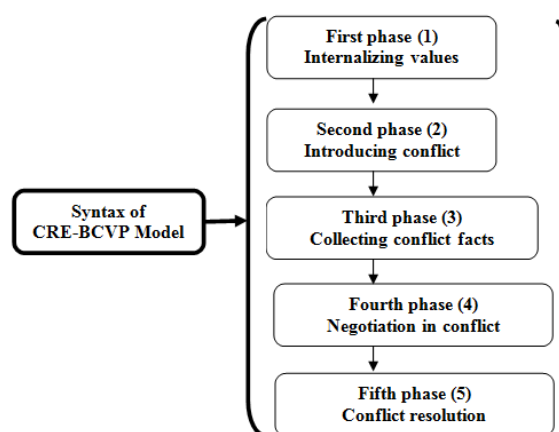 First phase (1)
Internalizing values
Second phase (2)
Introducing conflict
Syntax of
CRE-BCVP Model
Third phase (3)
Collecting conflict facts
Fourth phase (4)
Negotiation in conflict
Fifth phase (5)
Conflict resolution